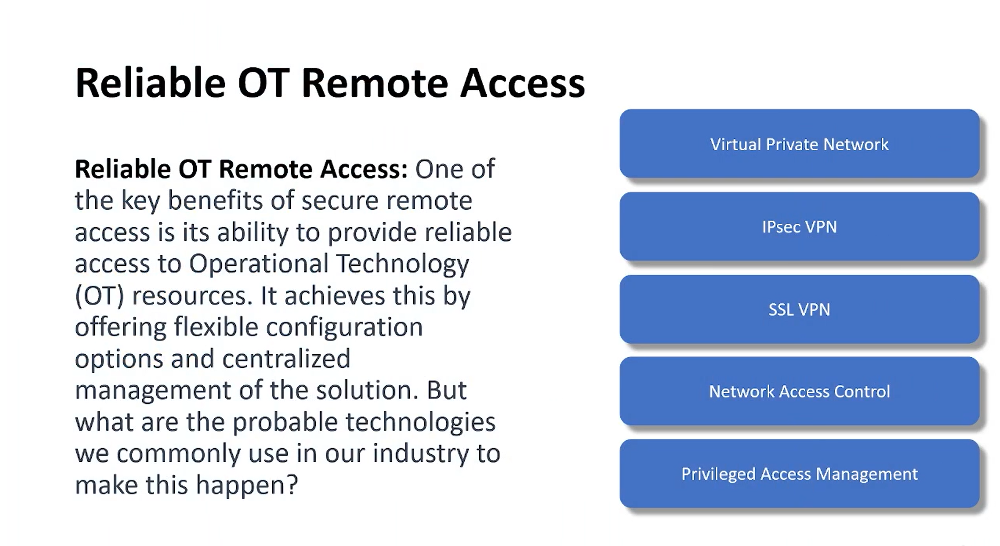 Reliable OT Remote Access
Reliable OT Remote Access: One of
the key benefits of secure remote
access is its ability to provide reliable
access to Operational Technology
(OT) resources. It achieves this by
offering flexible configuration
options and centralized
management of the solution. But
what are the probable technologies
we commonly use in our industry to
make this happen?
Virtual Private Network
IPsec VPN
SSL VPN
Network Access Control
Privileged Access Management